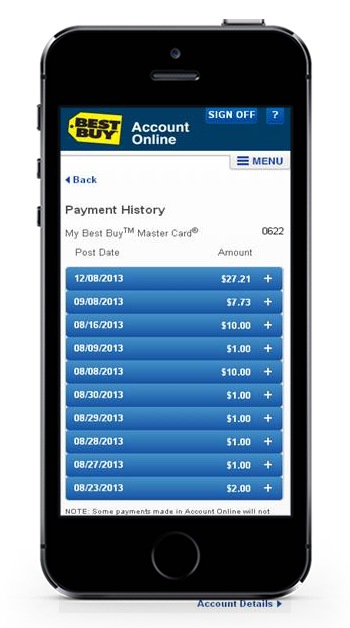 SIGN OFF ?
BEST BUY Account Online
MENU
Back
Payment History
My Best Buy™ Master Card® 0622
Post Date Amount
12/08/2013 $27.21 +
09/08/2013 $7.73 +
08/16/2013 $10.00 +
08/09/2013 $1.00 +
08/08/2013 $10.00 +
08/30/2013 $1.00 +
08/29/2013 $1.00 +
08/28/2013 $1.00 +
08/27/2013 $1.00 +
08/23/2013 $2.00 +
NOTE: Some payments made in Account Online will not
Account Details